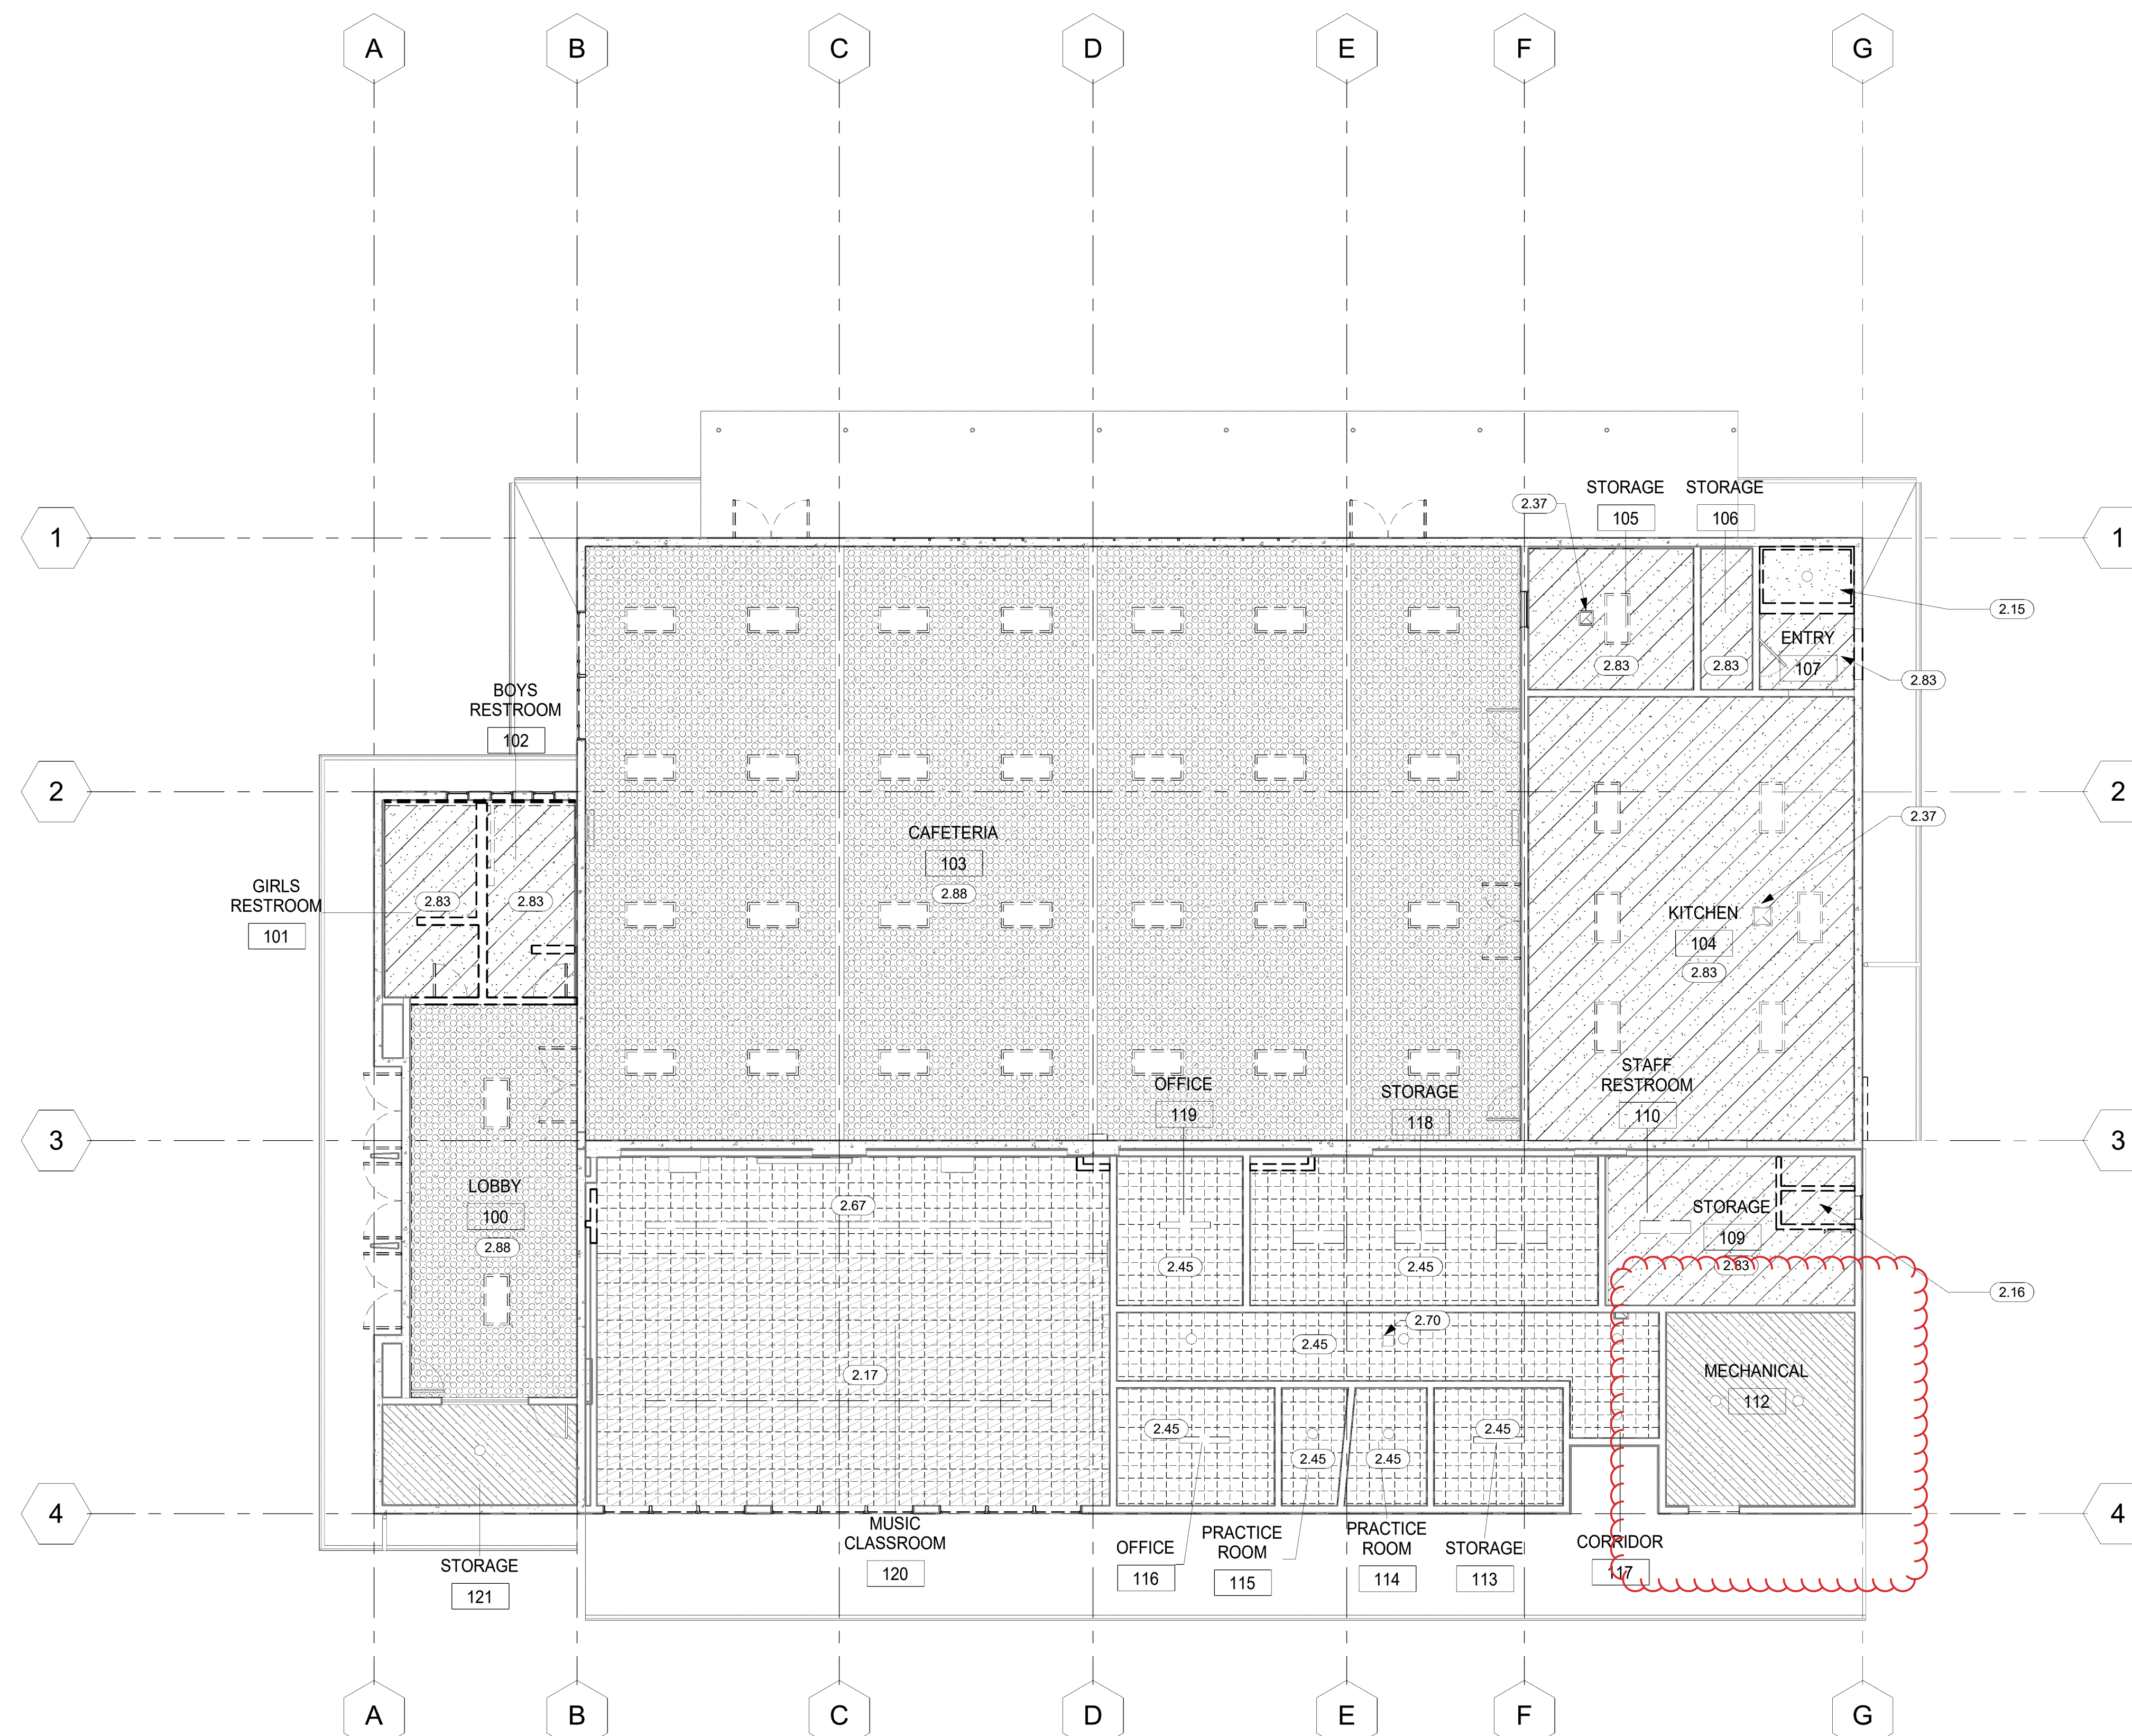 A B C D E F G
1
1
STORAGE STORAGE
2.37
105 106
2.15
ENTRY
107
2.83 2.83
2.83
BOYS
RESTROOM
102
2
2
2.37
CAFETERIA
103
2.88
GIRLS
RESTROOM
101
2.83 2.83
KITCHEN
104
2.83
STAFF
RESTROOM
110
OFFICE
119
STORAGE
118
3
3
LOBBY
100
2.88
2.67
STORAGE
109
2.83
2.45 2.45
2.16
2.70
2.45
2.17
MECHANICAL
112
2.45
2.45
2.45 2.45
4
4
MUSIC
CLASSROOM
120
STORAGE
121
OFFICE
116
PRACTICE
ROOM
115
PRACTICE
ROOM
114
STORAGE
113
CORRIDOR
117
A B C D E F G